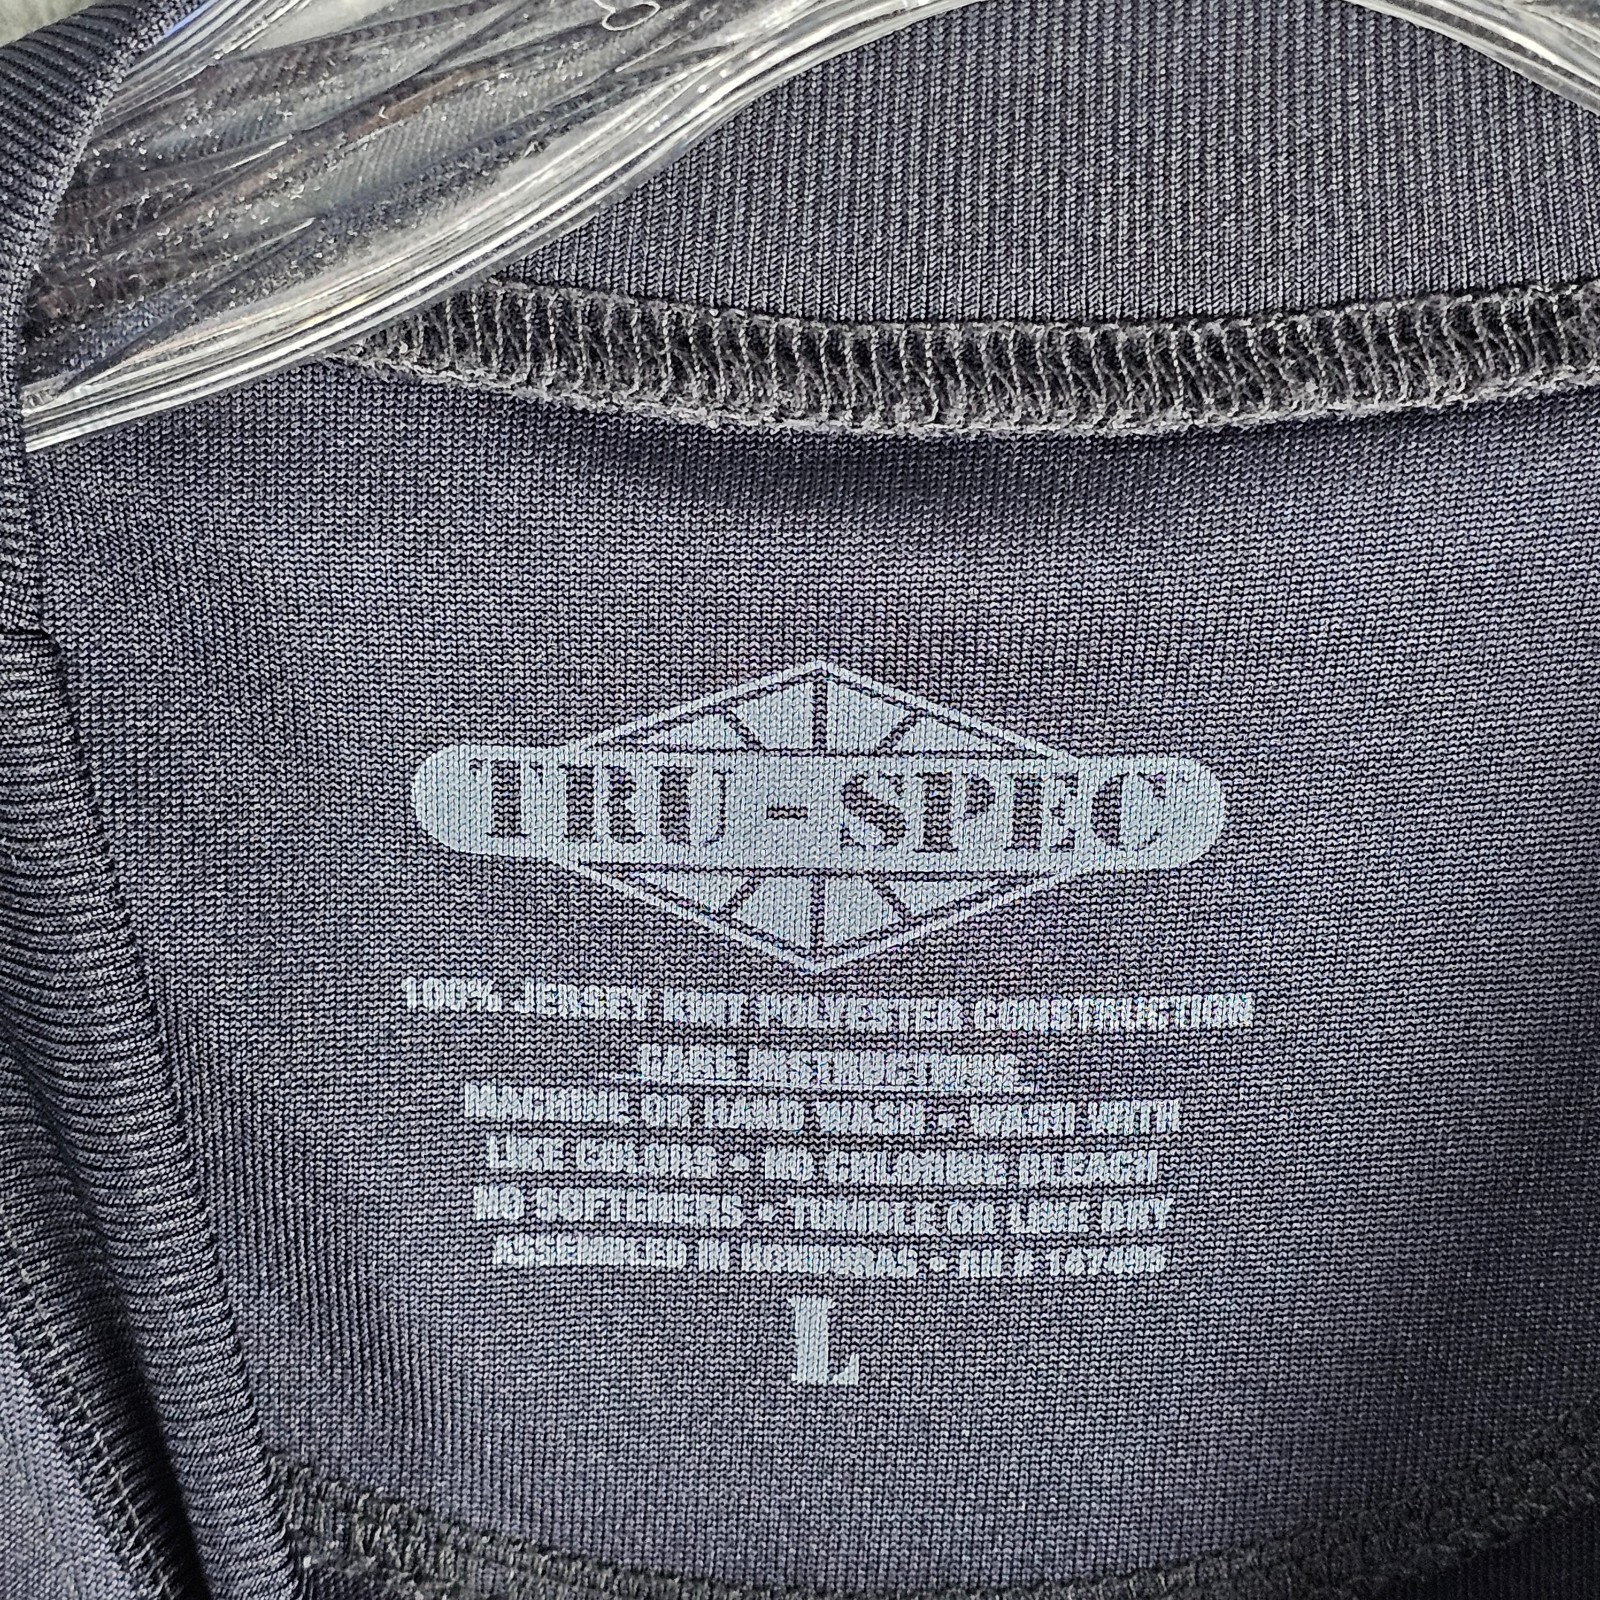 TRU-SPEC
100% JERSEY KNIT POLYESTER CONSTRUCTION
CARE INSTRUCTIONS
MACHINE OR HAND WASH • WASH WITH
LIKE COLORS • NO CHLORINE BLEACH
NO SOFTENERS • TUMBLE OR LINE DRY
ASSEMBLED IN HONDURAS • RN #
L